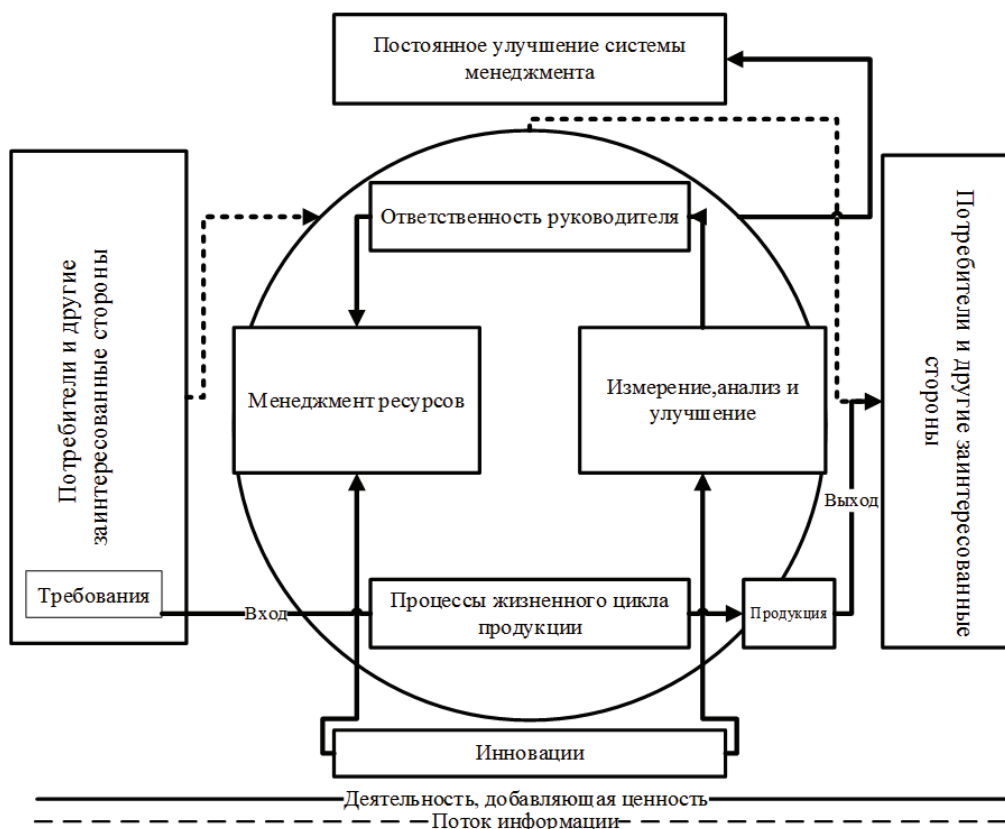 Постоянное улучшение системы
менеджмента
Потребители и другие
заинтересованные стороны
Ответственность руководителя
Потребители и другие заинтересованные
стороны
Менеджмент ресурсов
Измерение,анализ и
улучшение
Выход
Требования
Вход
Процессы жизненного цикла
продукции
Продукция
Инновации
Деятельность, добавляющая ценность
Поток информации